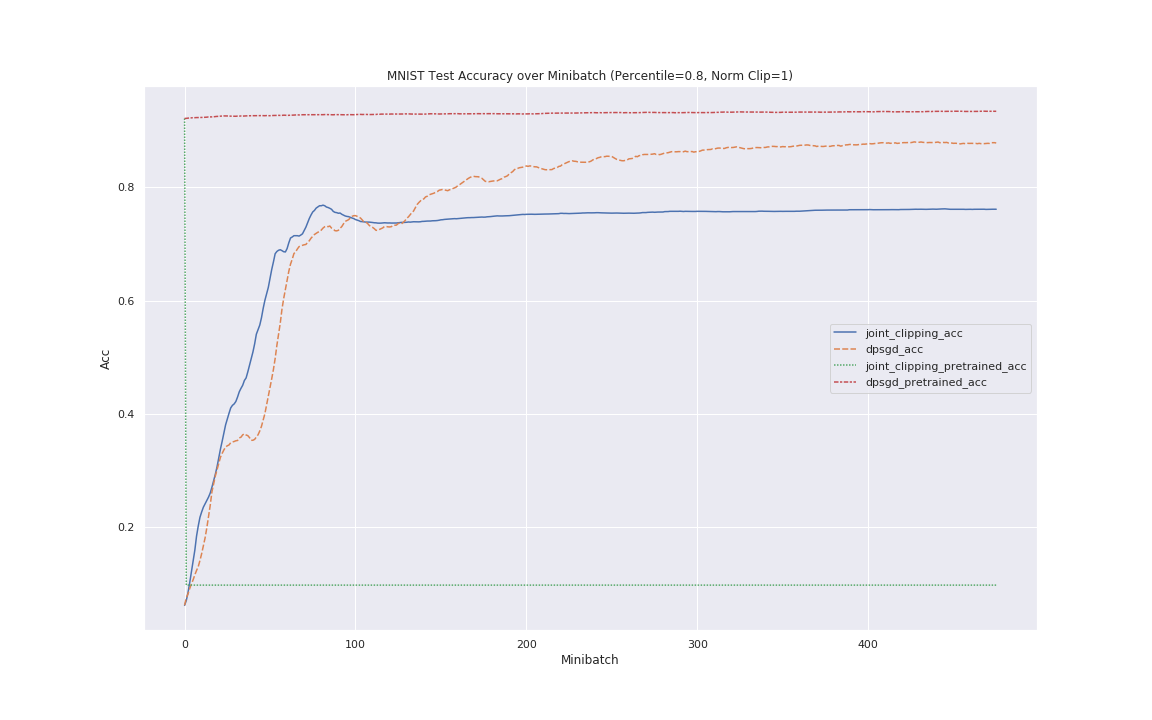 MNIST Test Accuracy over Minibatch (Percentile=0.8, Norm Clip=1)
0.8
0.6
0.4
0.2
Acc
joint_clipping_acc
dpsgd_acc
joint_clipping_pretrained_acc
dpsgd_pretrained_acc
0 100 200 300 400
Minibatch